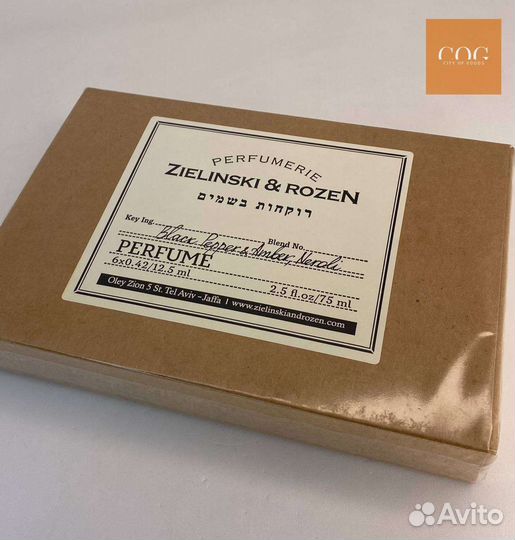 COG
CITY OF GOODS
PERFUMERIE
ZIELINSKI & ROZEN
רוקחות בשמים
Key Ing. Black Pepper & Amber, Neroli Blend No.
PERFUME
6x0.42/12.5 ml 2.5 fl.oz/75 ml
Oley Zion 5 St. Tel Aviv - Jaffa | www.zielinskiandrozen.com
Avito